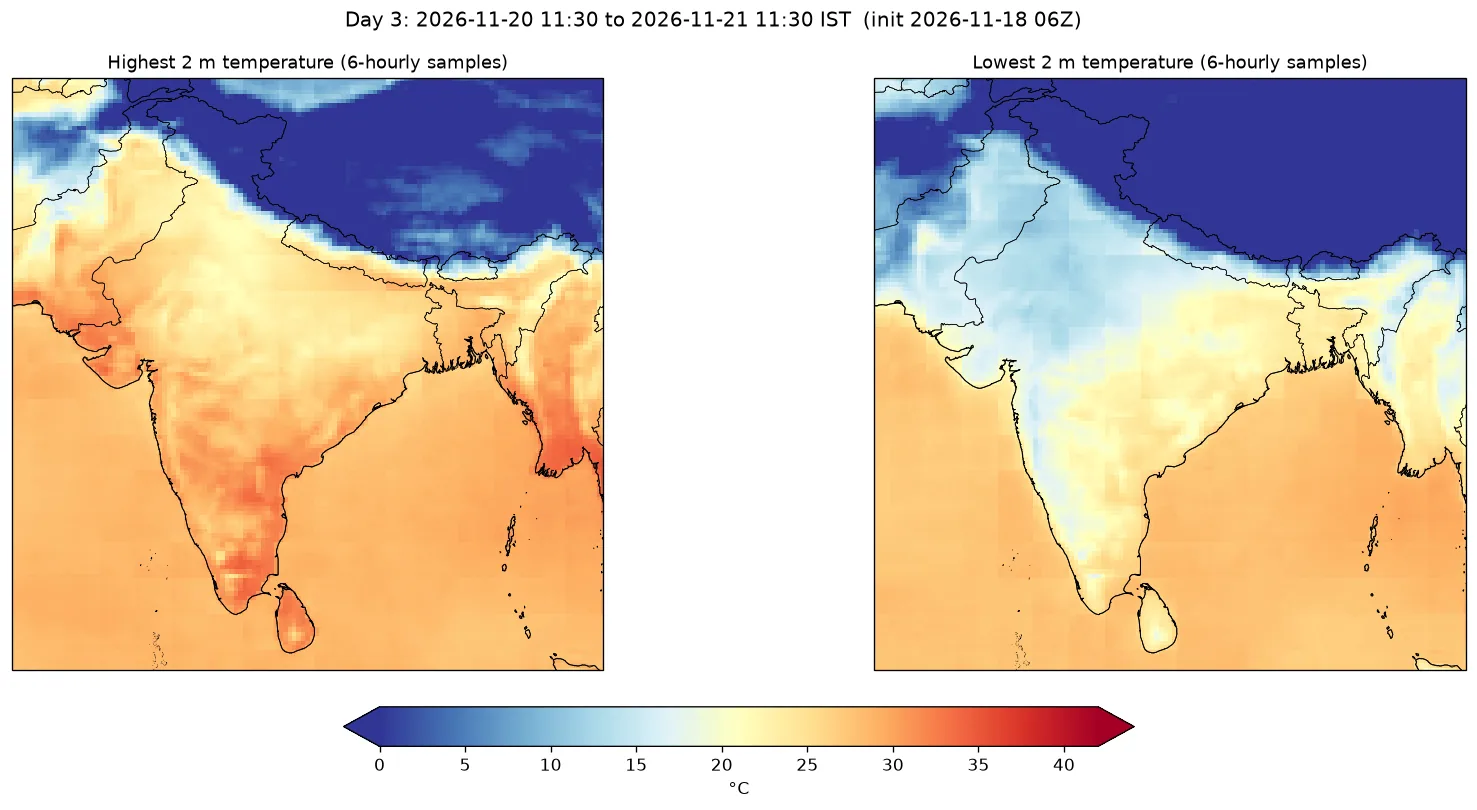 Day 3: 2026-11-20 11:30 to 2026-11-21 11:30 IST  (init 2026-11-18 06Z)
Highest 2 m temperature (6-hourly samples)
Lowest 2 m temperature (6-hourly samples)
0 5 10 15 20 25 30 35 40
°C